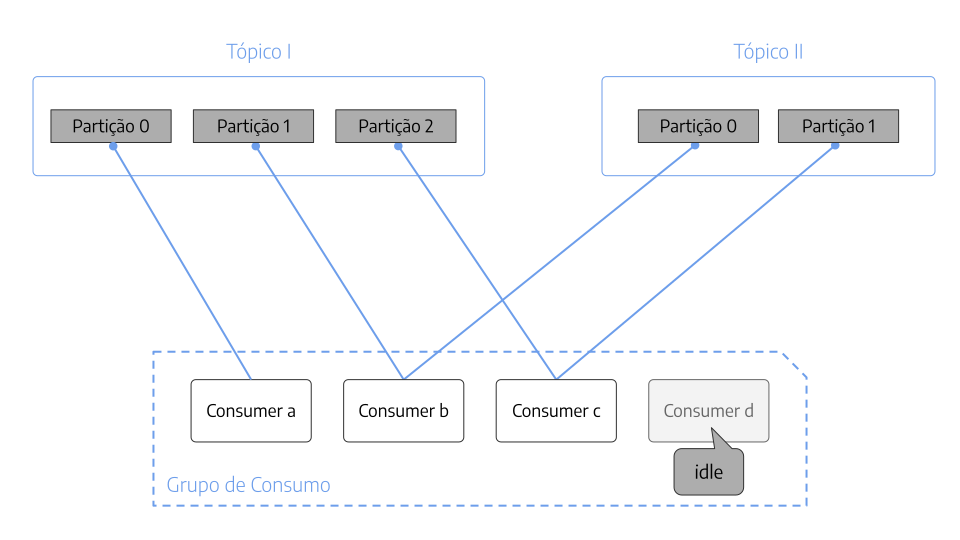 Tópico I
Tópico II
Partição 0
Partição 1
Partição 2
Partição 0
Partição 1
Consumer a
Consumer b
Consumer c
Consumer d
idle
Grupo de Consumo